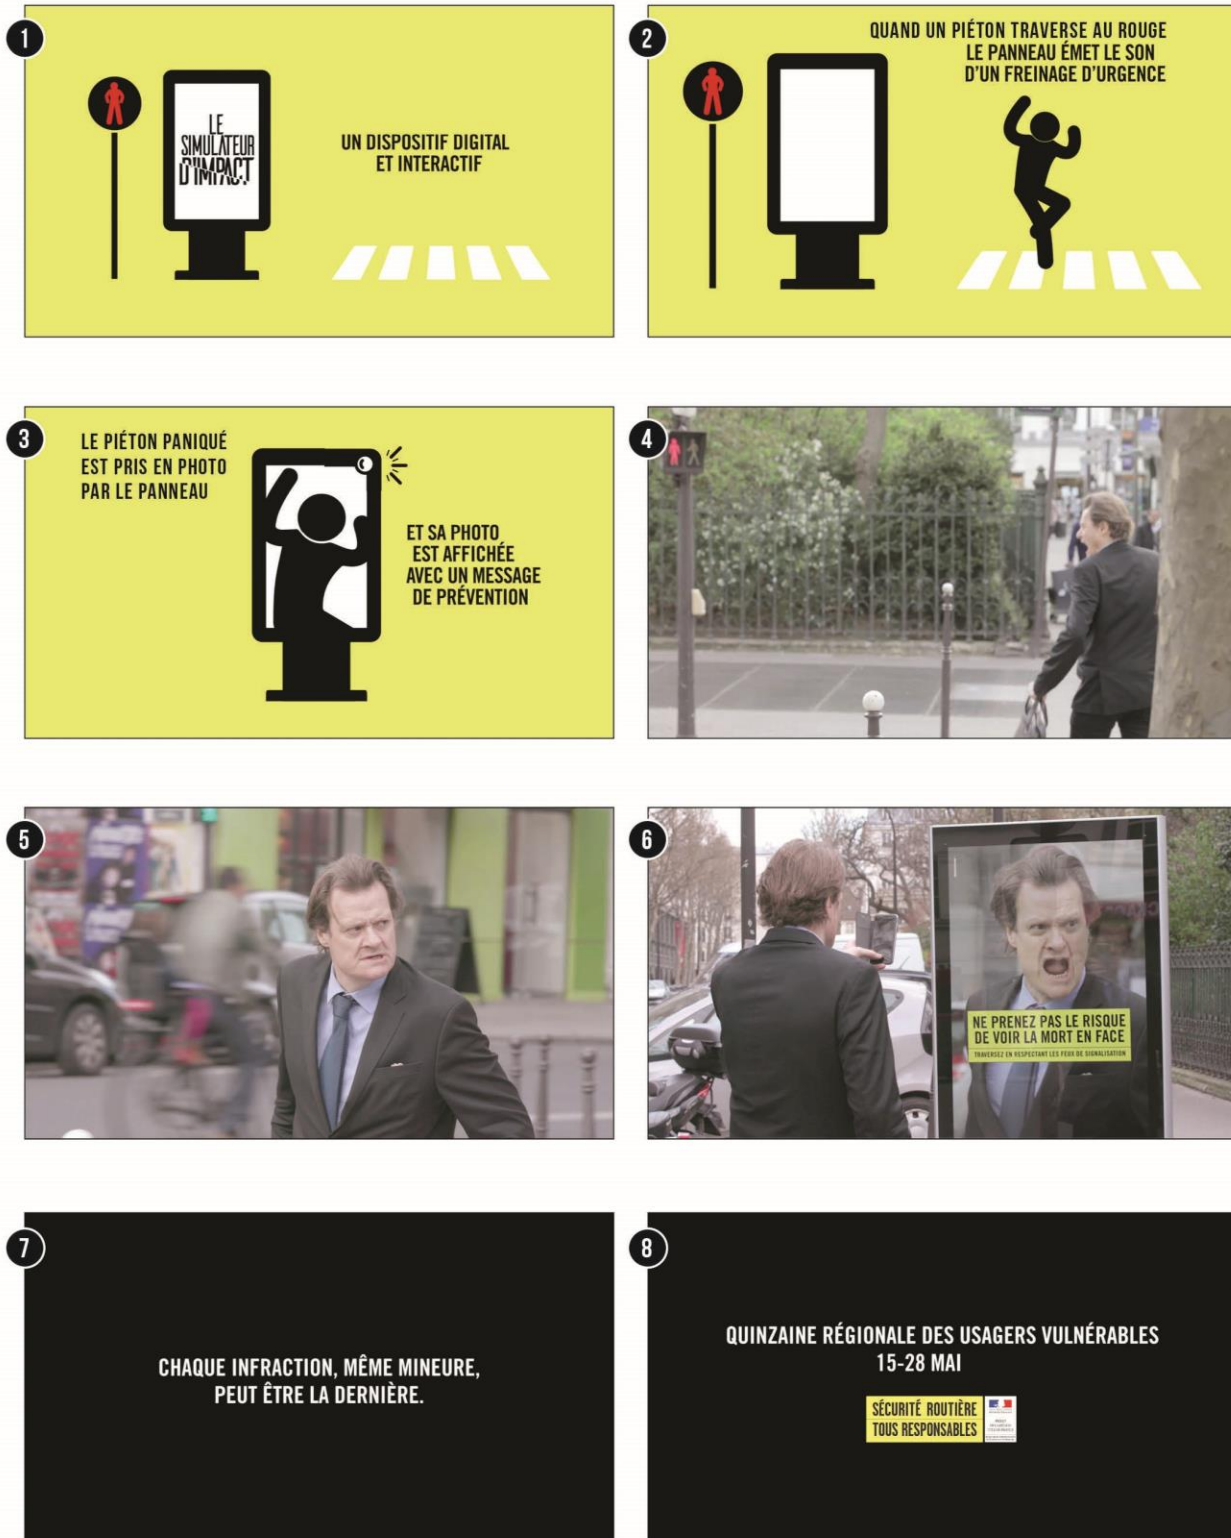 1
LE
SIMULATEUR
D'IMPACT
UN DISPOSITIF DIGITAL
ET INTERACTIF
2
QUAND UN PIÉTON TRAVERSE AU ROUGE
LE PANNEAU ÉMET LE SON
D'UN FREINAGE D'URGENCE
3
LE PIÉTON PANIQUÉ
EST PRIS EN PHOTO
PAR LE PANNEAU
ET SA PHOTO
EST AFFICHÉE
AVEC UN MESSAGE
DE PRÉVENTION
4
5
6
NE PRENEZ PAS LE RISQUE
DE VOIR LA MORT EN FACE
TRAVERSEZ EN RESPECTANT LES FEUX DE SIGNALISATION
7
CHAQUE INFRACTION, MÊME MINEURE,
PEUT ÊTRE LA DERNIÈRE.
8
QUINZAINE RÉGIONALE DES USAGERS VULNÉRABLES
15-28 MAI
SÉCURITÉ ROUTIÈRE
TOUS RESPONSABLES